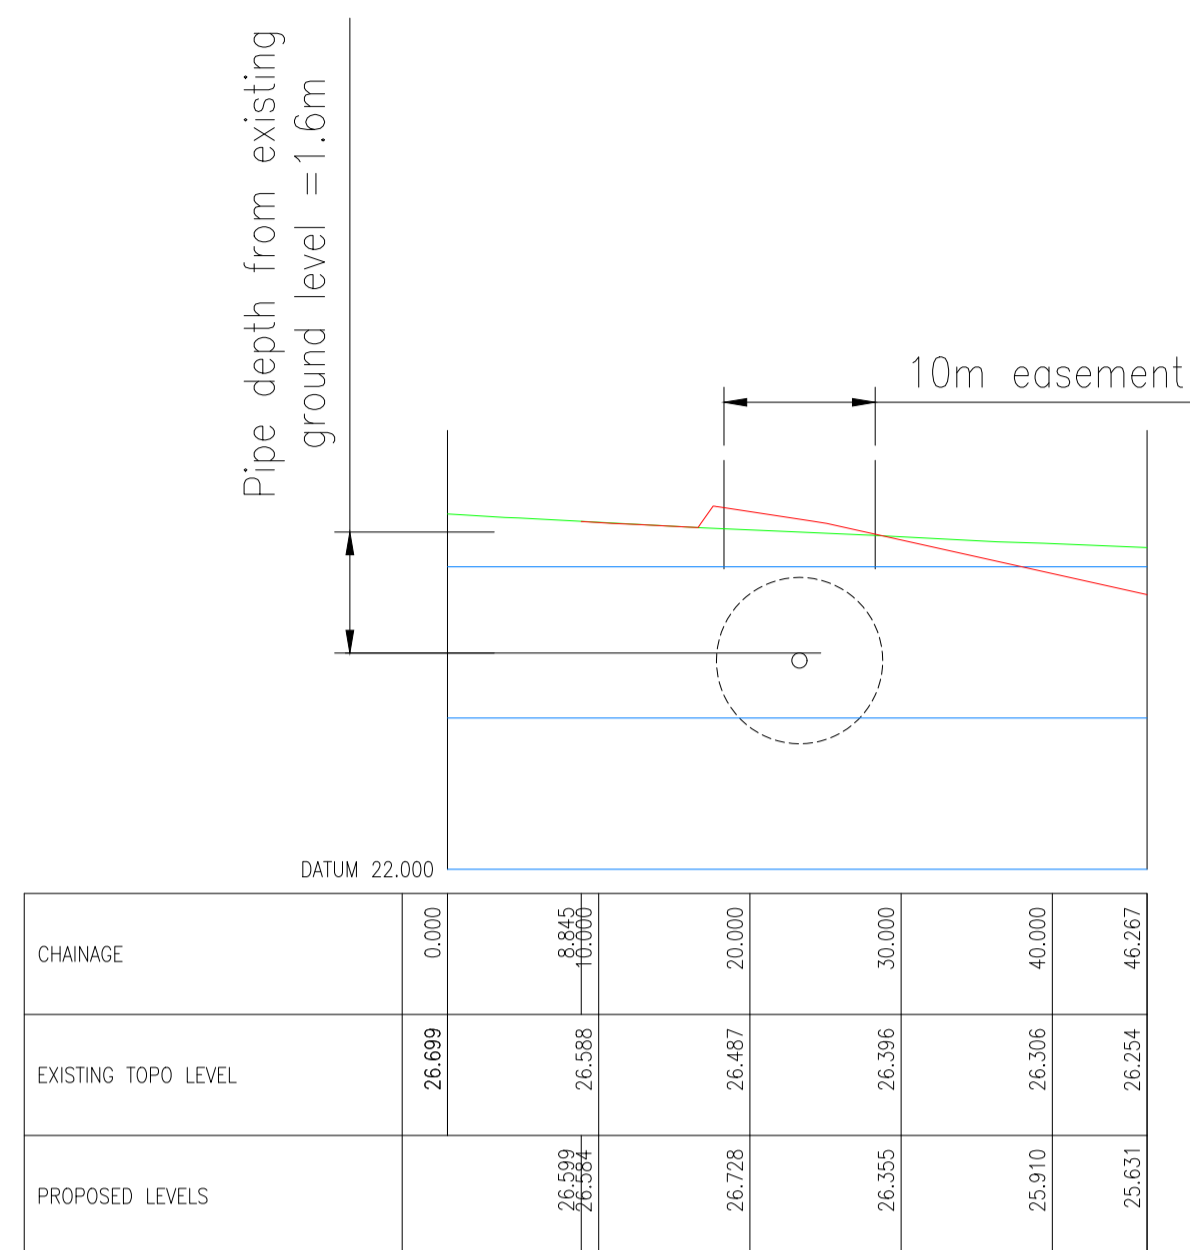 Pipe depth from existing
ground level =1.6m
10m easement
DATUM 22.000
CHAINAGE 0.000 8.845 10.000 20.000 30.000 40.000 46.267
EXISTING TOPO LEVEL 26.699 26.588 26.487 26.396 26.306 26.254
PROPOSED LEVELS 26.599 26.584 26.728 26.355 25.910 25.631